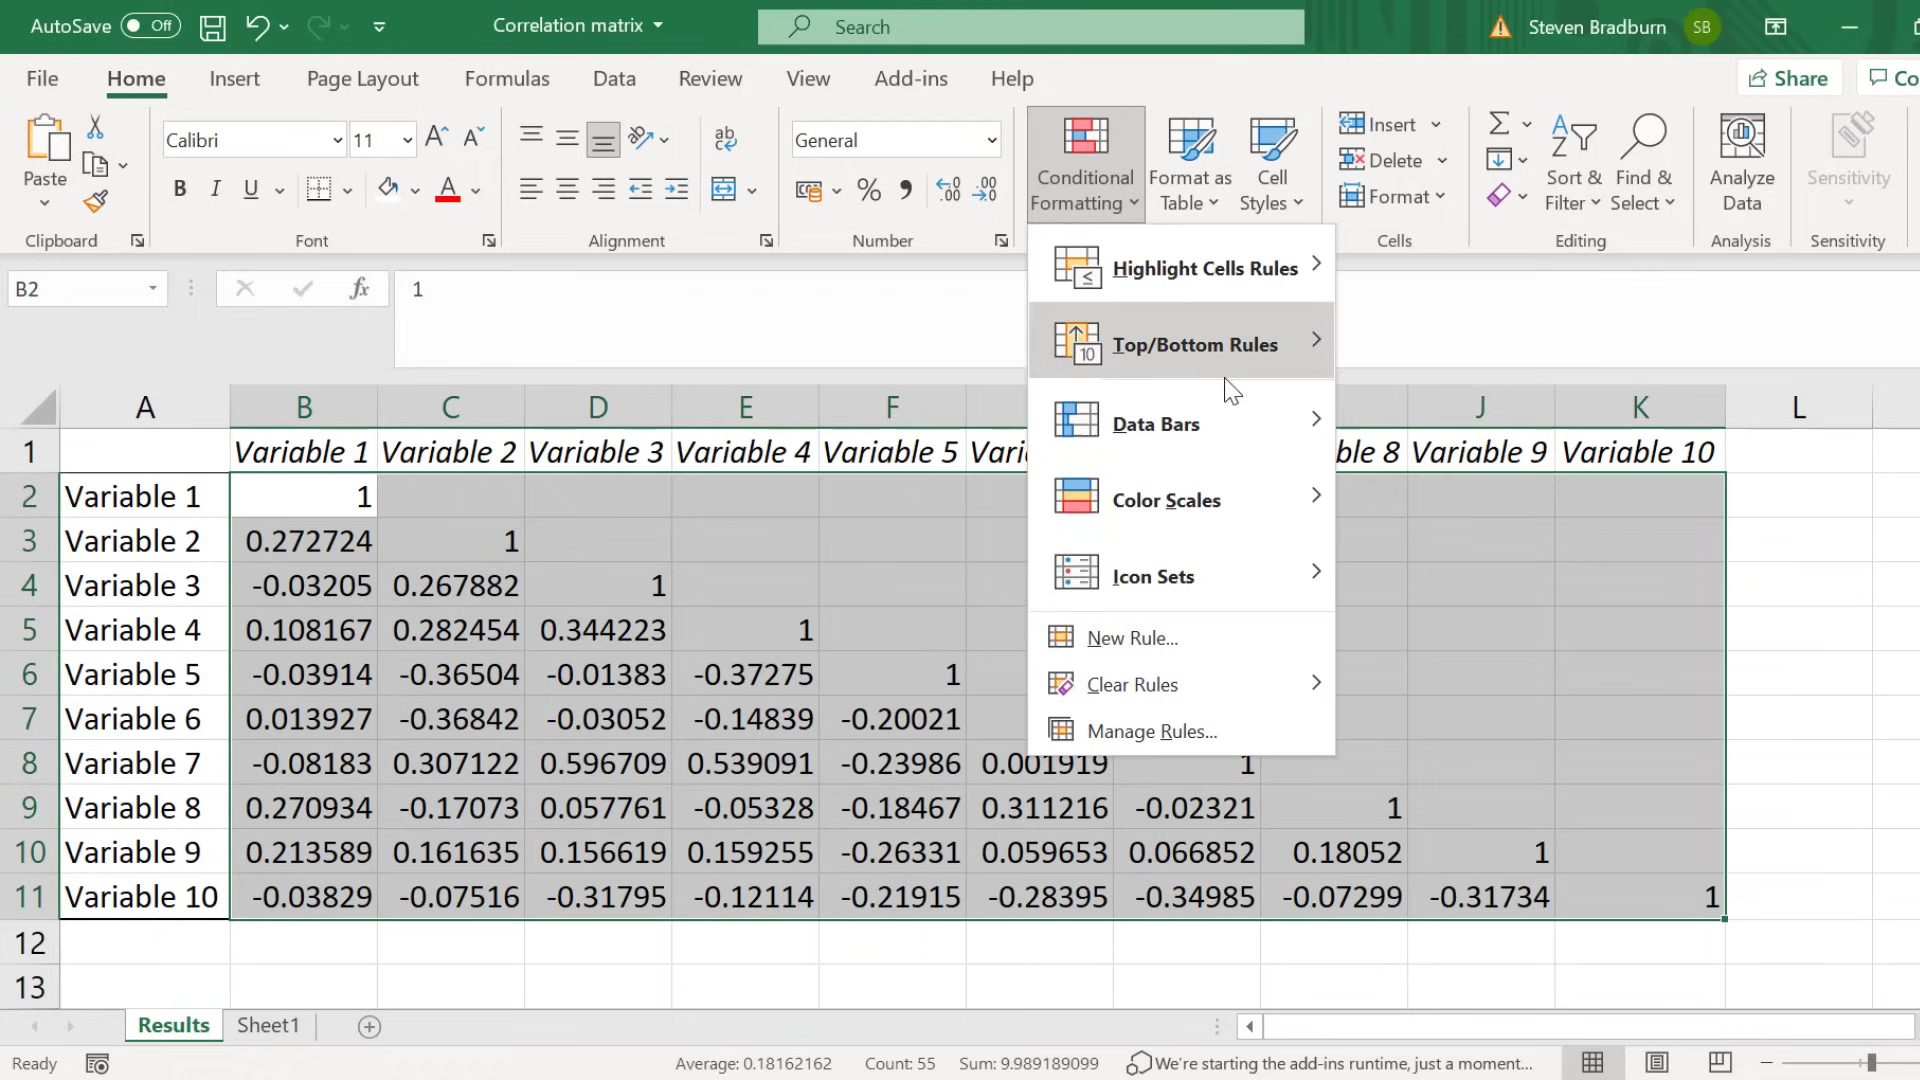 AutoSave Off
Correlation matrix
Search
Steven Bradburn SB
File Home Insert Page Layout Formulas Data Review View Add-ins Help
Share Co
Paste
Calibri 11
B I U
Clipboard Font Alignment Number
General
Conditional Formatting
Format as Table
Cell Styles
Insert
Delete
Format
Cells
Sort & Filter
Find & Select
Editing
Analyze Data
Analysis
Sensitivity
Sensitivity
B2 fx 1
Highlight Cells Rules
Top/Bottom Rules
Data Bars
Color Scales
Icon Sets
New Rule...
Clear Rules
Manage Rules...
A B C D E F J K L
1 Variable 1 Variable 2 Variable 3 Variable 4 Variable 5 Vari ble 8 Variable 9 Variable 10
2 Variable 1 1
3 Variable 2 0.272724 1
4 Variable 3 -0.03205 0.267882 1
5 Variable 4 0.108167 0.282454 0.344223 1
6 Variable 5 -0.03914 -0.36504 -0.01383 -0.37275 1
7 Variable 6 0.013927 -0.36842 -0.03052 -0.14839 -0.20021
8 Variable 7 -0.08183 0.307122 0.596709 0.539091 -0.23986 0.001919 1
9 Variable 8 0.270934 -0.17073 0.057761 -0.05328 -0.18467 0.311216 -0.02321 1
10 Variable 9 0.213589 0.161635 0.156619 0.159255 -0.26331 0.059653 0.066852 0.18052 1
11 Variable 10 -0.03829 -0.07516 -0.31795 -0.12114 -0.21915 -0.28395 -0.34985 -0.07299 -0.31734 1
12
13
Results Sheet1
Ready Average: 0.18162162 Count: 55 Sum: 9.989189099 We're starting the add-ins runtime, just a moment...